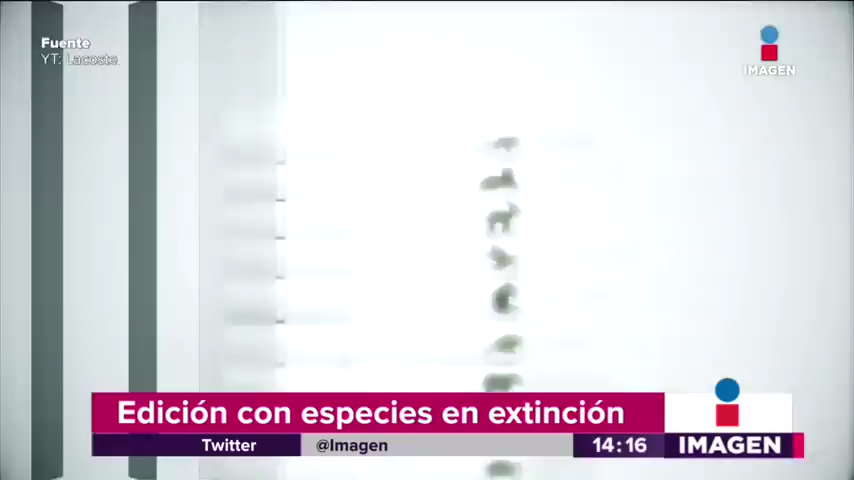 Fuente
YT: Lacoste.
IMAGEN
Edición con especies en extinción
Twitter
@Imagen
14:16
IMAGEN